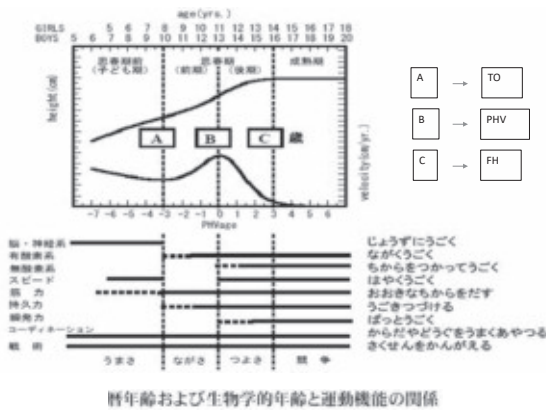 age(yrs.)
GIRLS 5 6 7 8 9 10 11 12 13 14 15 16 17 18
BOYS 5 6 7 8 9 10 11 12 13 14 15 16 17 18 19 20
思春期前 思春期 成熟期
(子ども期) (前期) (後期)
height(cm)
A B C 歳
velocity(cm/yr.)
-7 -6 -5 -4 -3 -2 -1 0 1 2 3 4 5 6
PHVage
A → TO
B → PHV
C → FH
脳・神経系 じょうずにうごく
有酸素系 ながくうごく
無酸素系 ちからをつかってうごく
スピード はやくうごく
筋力 おおきなちからをだす
持久力 うごきつづける
瞬発力 ぱっとうごく
コーディネーション からだやどうぐをうまくあやつる
戦術 さくせんをかんがえる
うまさ ながさ つよさ 競争
暦年齢および生物学的年齢と運動機能の関係